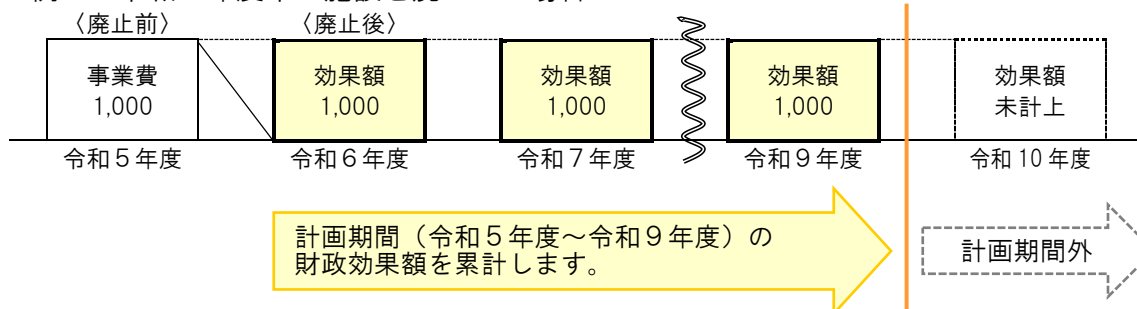 〈廃止前〉
〈廃止後〉
事業費
1,000
効果額
1,000
効果額
1,000
効果額
1,000
効果額
未計上
令和５年度
令和６年度
令和７年度
令和９年度
令和 10 年度
計画期間（令和５年度～令和９年度）の
財政効果額を累計します。
計画期間外